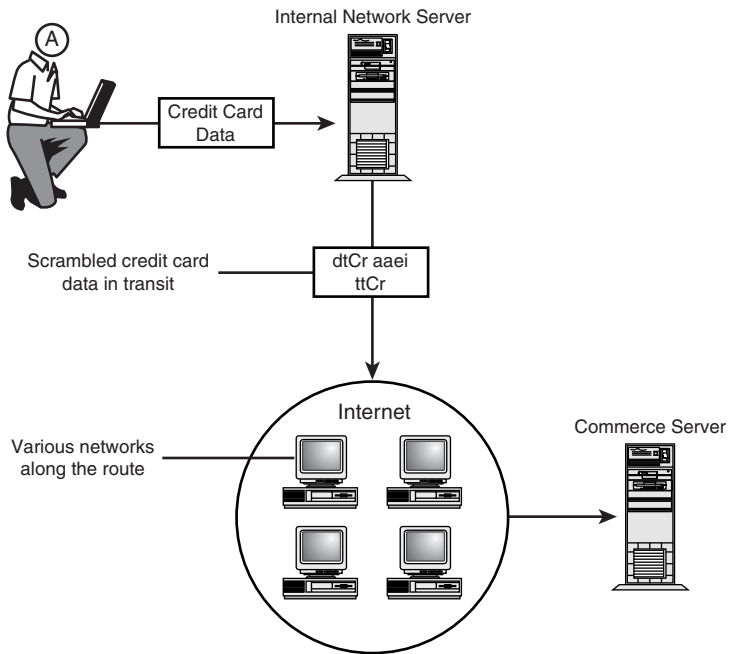 Internal Network Server
A
Credit Card
Data
Scrambled credit card
data in transit
dtCr aaei
ttCr
Internet
Various networks
along the route
Commerce Server